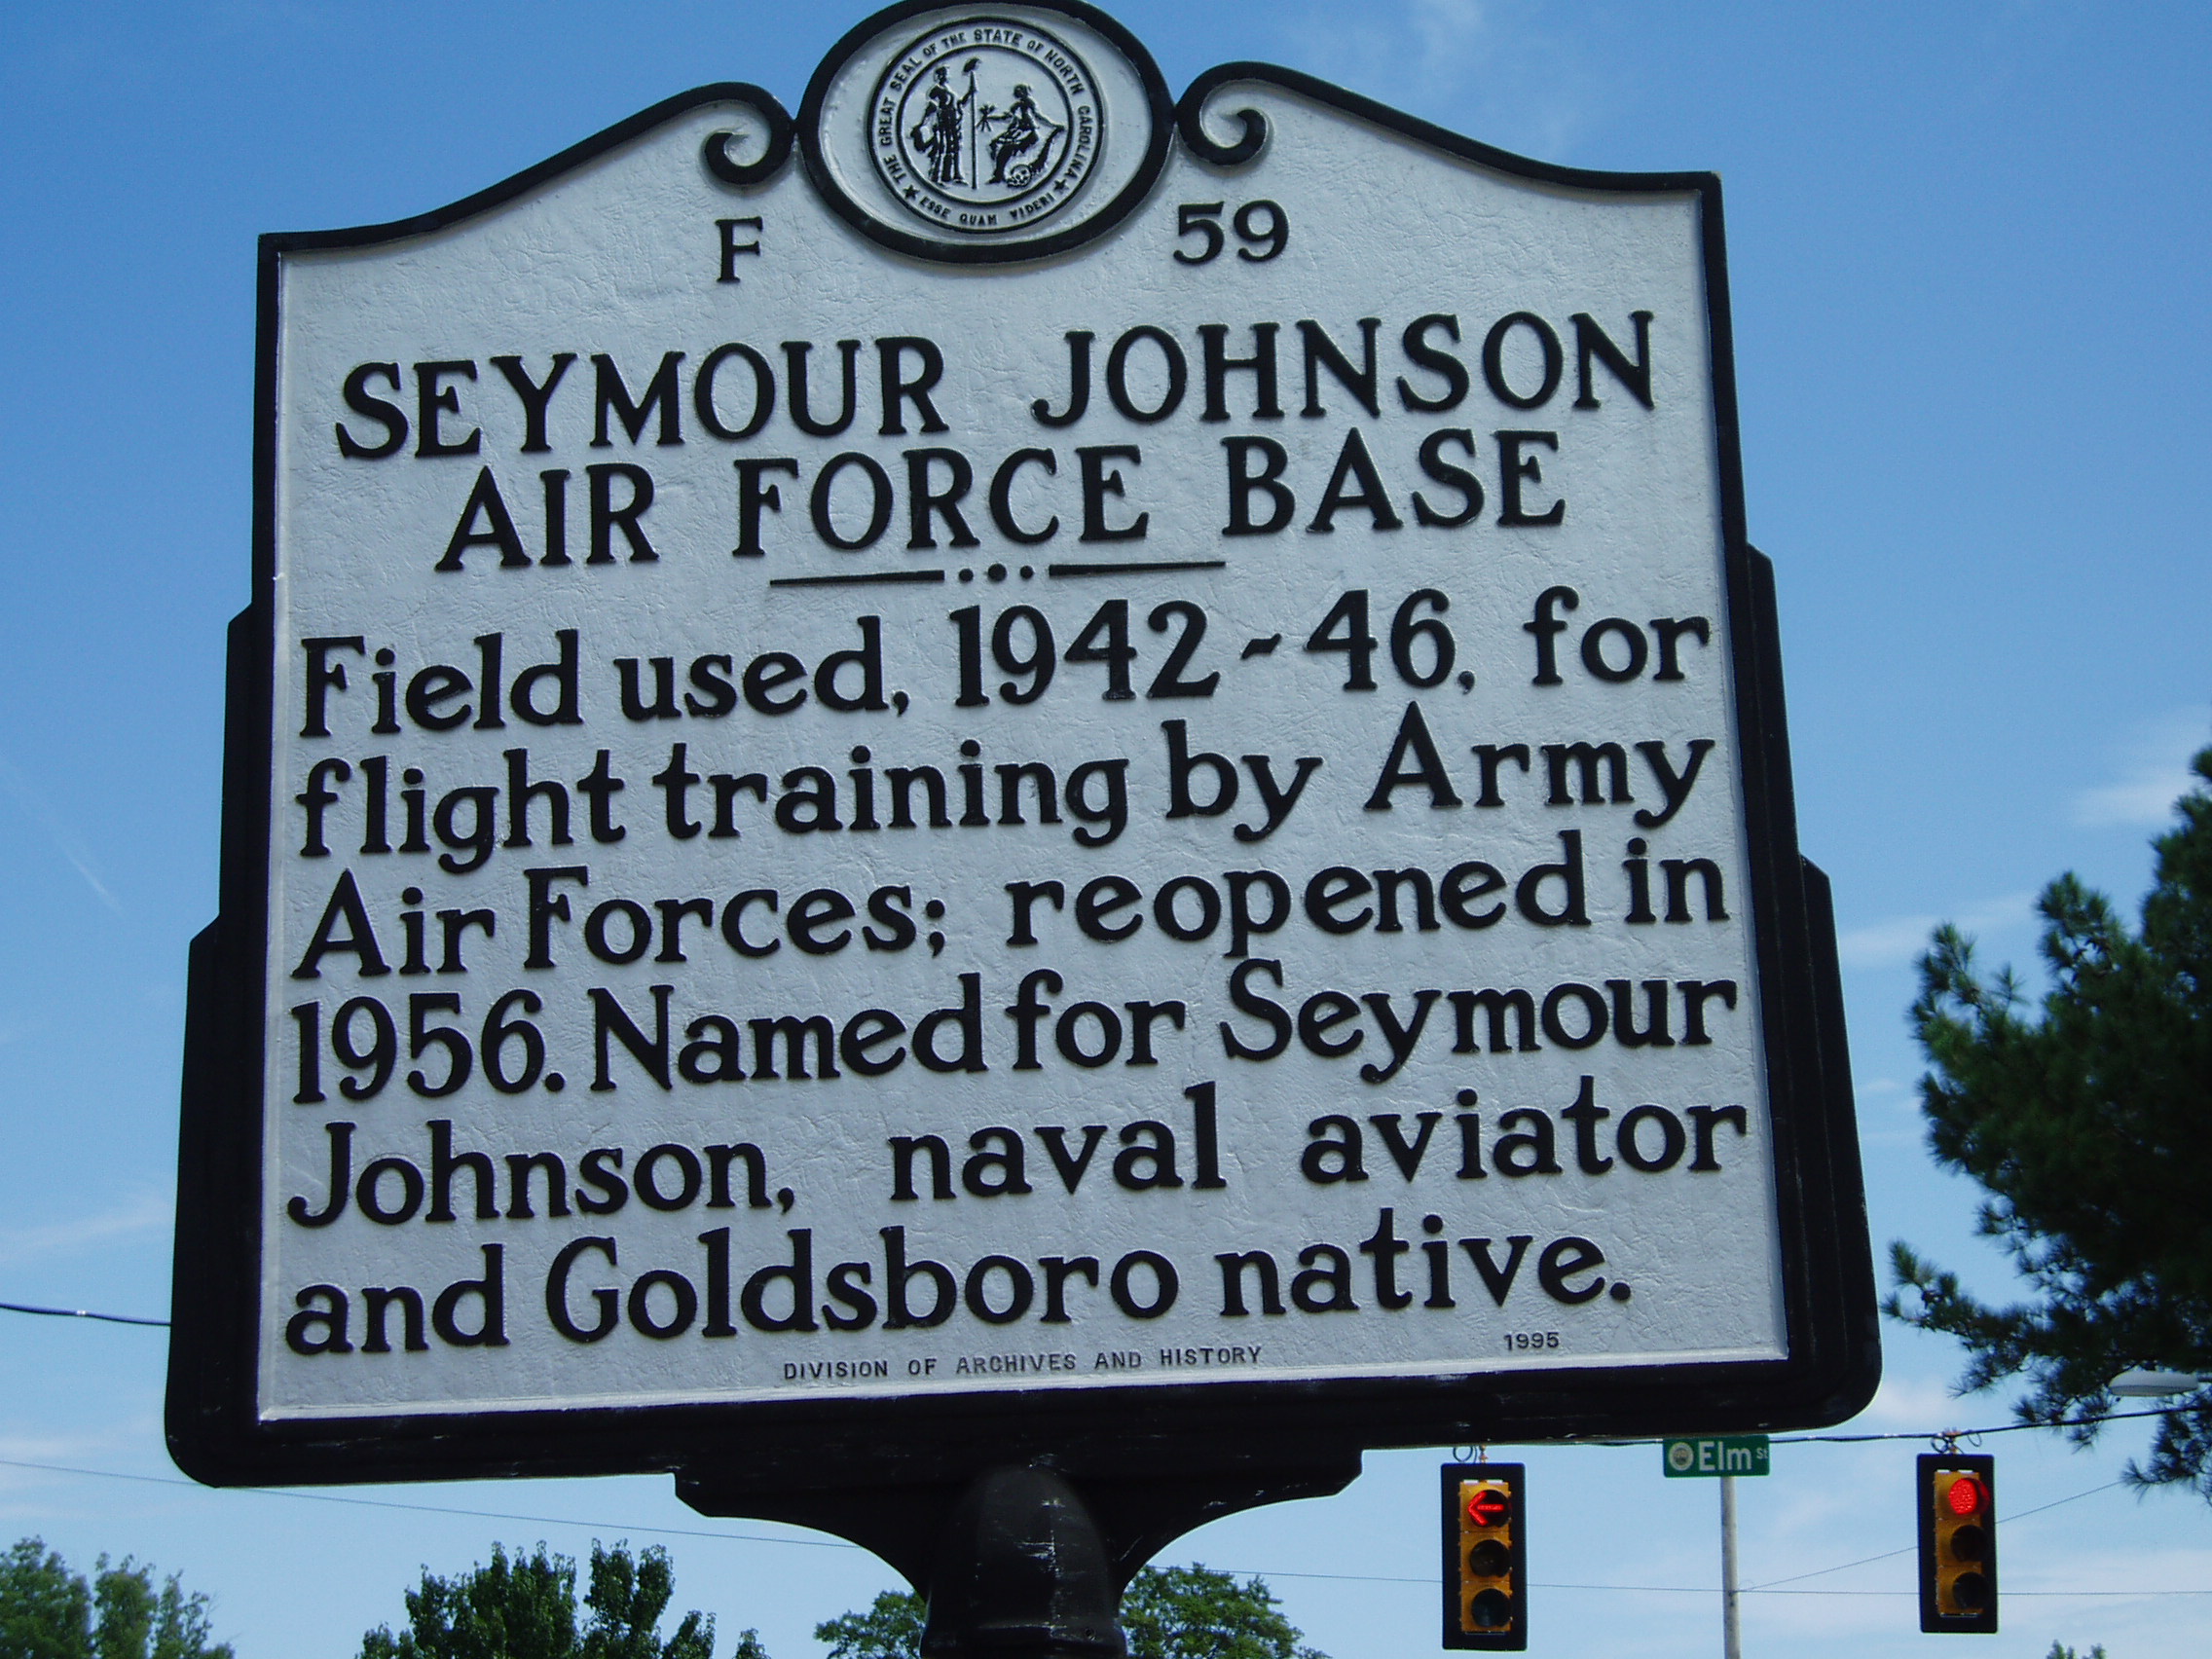 THE GREAT SEAL OF THE STATE OF NORTH CAROLINA
ESSE QUAM VIDERI
F 59
SEYMOUR JOHNSON
AIR FORCE BASE
Field used, 1942-46, for
flight training by Army
Air Forces; reopened in
1956. Named for Seymour
Johnson, naval aviator
and Goldsboro native.
DIVISION OF ARCHIVES AND HISTORY 1995
Elm St